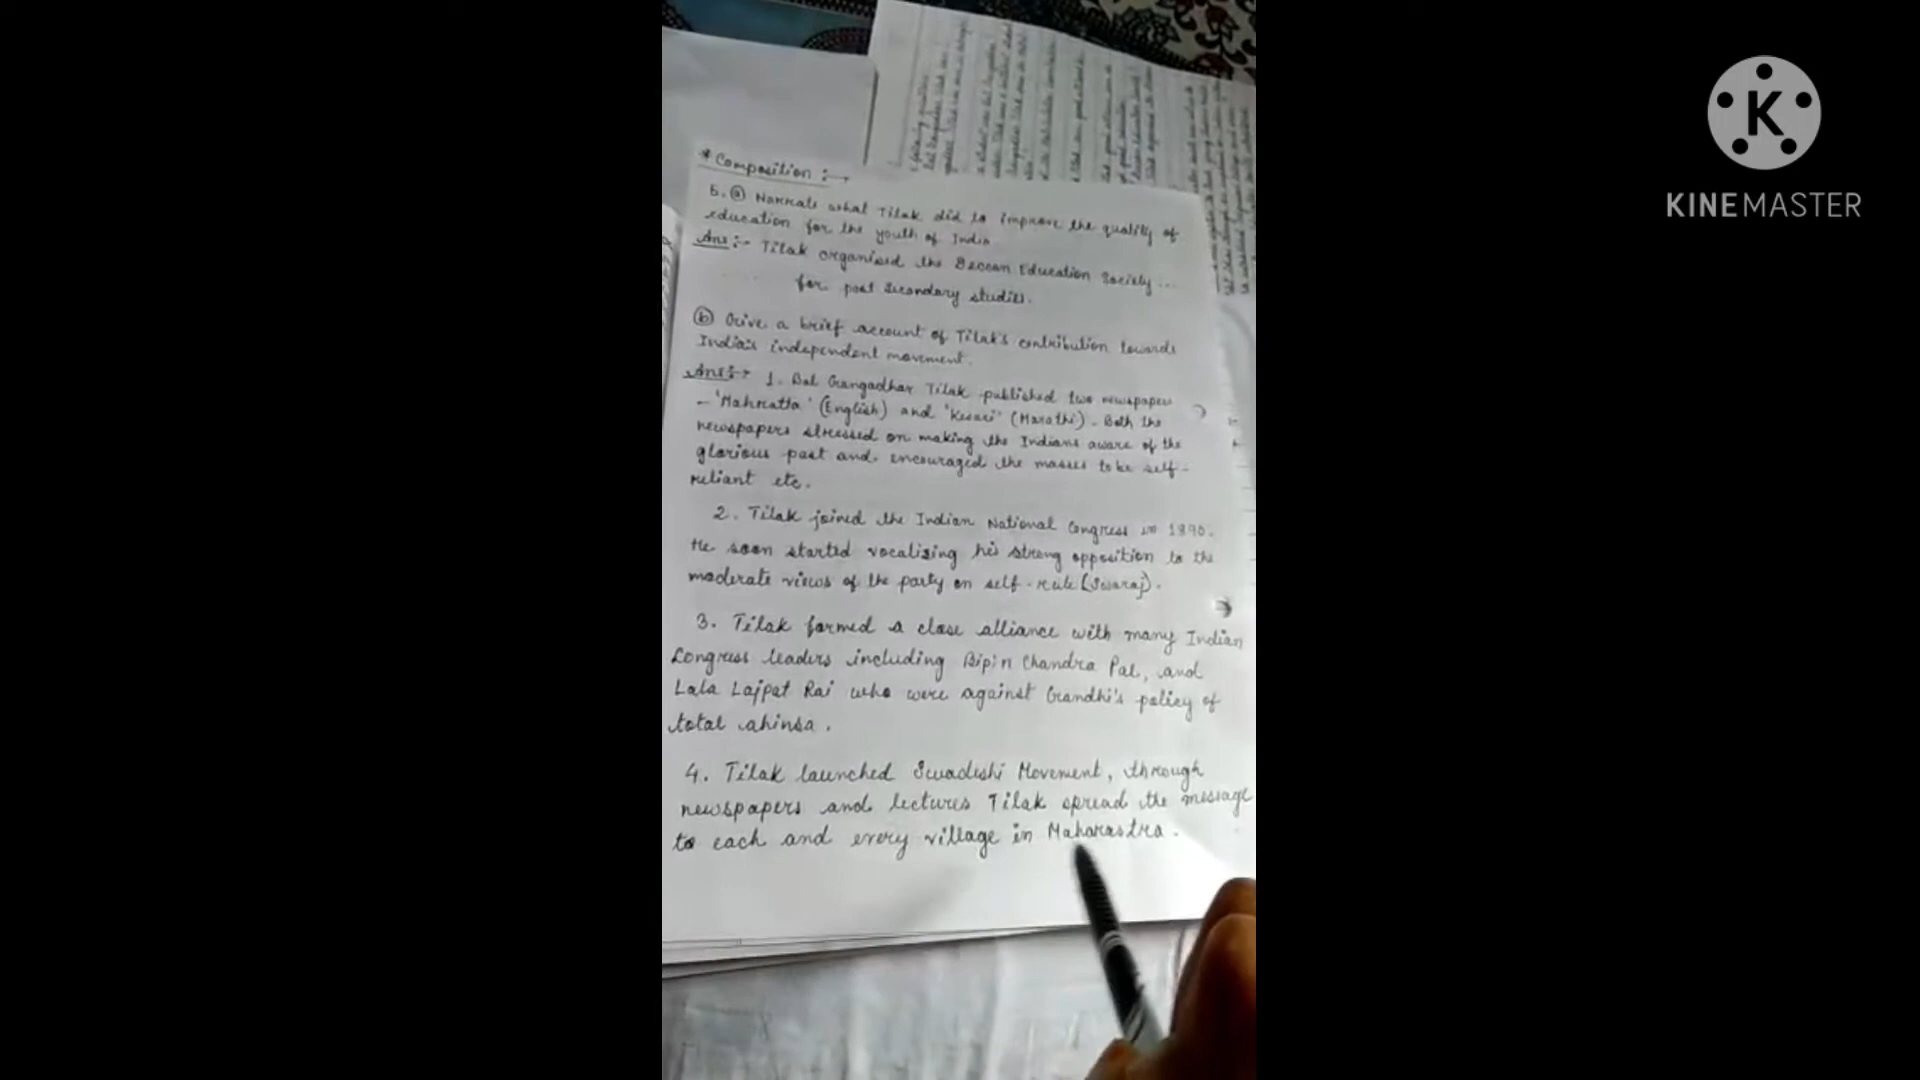 * Composition :→
5. ⓐ Narrate what Tilak did to improve the quality of
education for the youth of India.
Ans:- Tilak organised the Deccan Education Society...
for post secondary studies.
ⓑ Give a brief account of Tilak's contribution towards
India's independent movement.
Ans:- 1. Bal Gangadhar Tilak published two newspapers
- 'Mahratta' (English) and 'Kesari' (Marathi). Both the
newspapers stressed on making the Indians aware of the
glorious past and encouraged the masses to be self-
reliant etc.
2. Tilak joined the Indian National Congress in 1890.
He soon started vocalizing his strong opposition to the
moderate views of the party on self-rule (Swaraj).
3. Tilak formed a close alliance with many Indian
Congress leaders including Bipin Chandra Pal, and
Lala Lajpat Rai who were against Gandhi's policy of
total ahinsa.
4. Tilak launched Swadeshi Movement, through
newspapers and lectures Tilak spread the message
to each and every village in Maharastra.
K
KINEMASTER